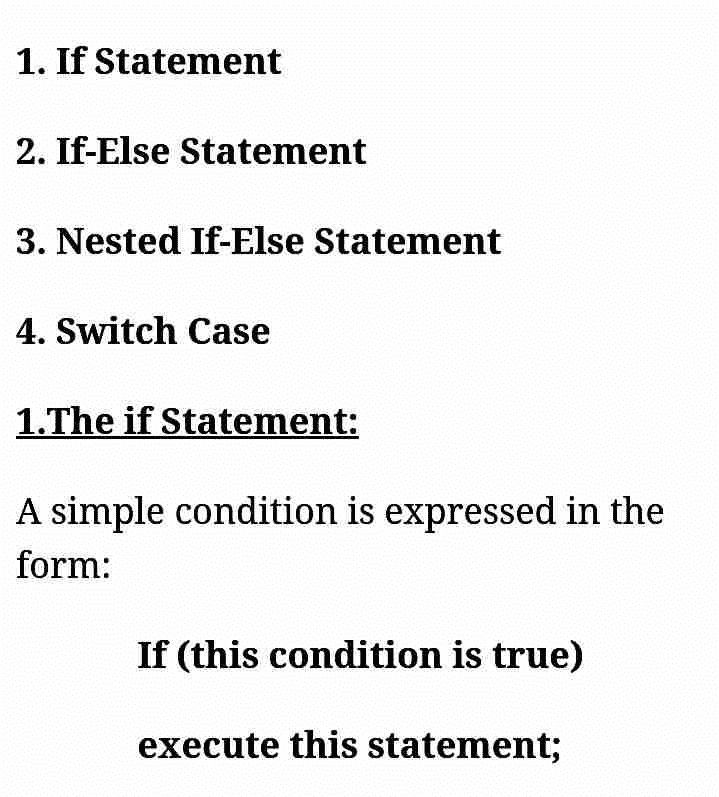 1. If Statement
2. If-Else Statement
3. Nested If-Else Statement
4. Switch Case
1.The if Statement:
A simple condition is expressed in the
form:
If (this condition is true)
execute this statement;